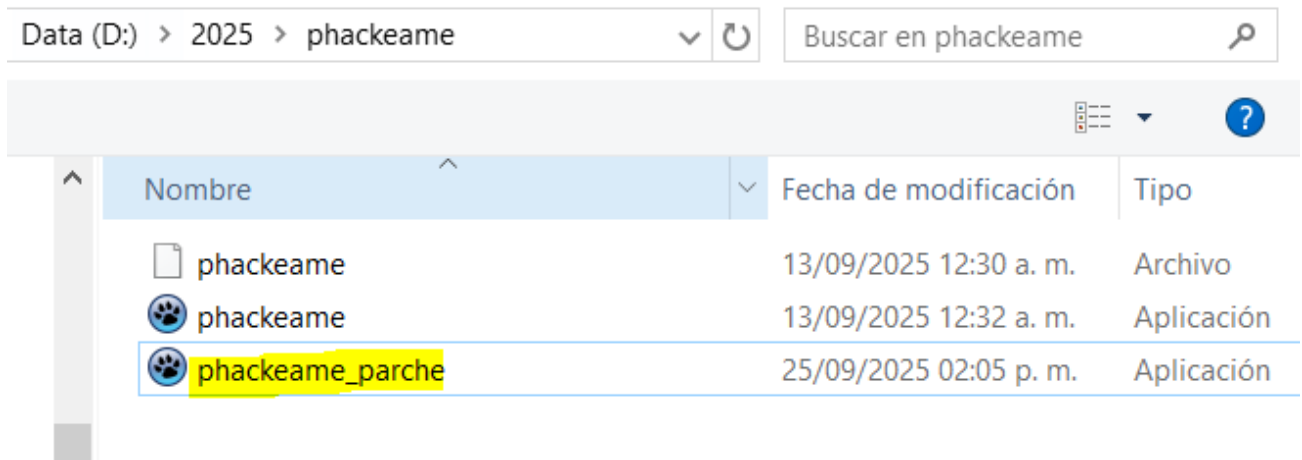 Data (D:) > 2025 > phackeame Buscar en phackeame
?
Nombre Fecha de modificación Tipo
phackeame 13/09/2025 12:30 a. m. Archivo
phackeame 13/09/2025 12:32 a. m. Aplicación
phackeame_parche 25/09/2025 02:05 p. m. Aplicación